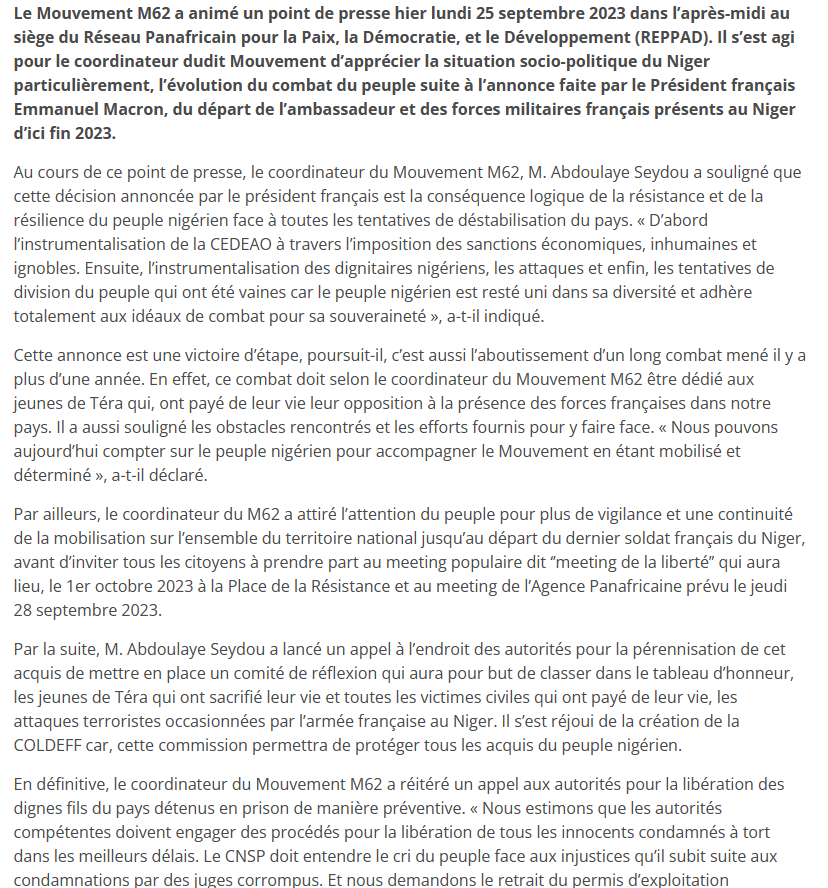 Le Mouvement M62 a animé un point de presse hier lundi 25 septembre 2023 dans l’après-midi au
siège du Réseau Panafricain pour la Paix, la Démocratie, et le Développement (REPPAD). Il s’est agi
pour le coordinateur dudit Mouvement d’apprécier la situation socio-politique du Niger
particulièrement, l’évolution du combat du peuple suite à l’annonce faite par le Président français
Emmanuel Macron, du départ de l’ambassadeur et des forces militaires français présents au Niger
d’ici fin 2023.
Au cours de ce point de presse, le coordinateur du Mouvement M62, M. Abdoulaye Seydou a souligné que
cette décision annoncée par le président français est la conséquence logique de la résistance et de la
résilience du peuple nigérien face à toutes les tentatives de déstabilisation du pays. « D’abord
l’instrumentalisation de la CEDEAO à travers l’imposition des sanctions économiques, inhumaines et
ignobles. Ensuite, l’instrumentalisation des dignitaires nigériens, les attaques et enfin, les tentatives de
division du peuple qui ont été vaines car le peuple nigérien est resté uni dans sa diversité et adhère
totalement aux idéaux de combat pour sa souveraineté », a-t-il indiqué.
Cette annonce est une victoire d’étape, poursuit-il, c’est aussi l’aboutissement d’un long combat mené il y a
plus d’une année. En effet, ce combat doit selon le coordinateur du Mouvement M62 être dédié aux
jeunes de Téra qui, ont payé de leur vie leur opposition à la présence des forces françaises dans notre
pays. Il a aussi souligné les obstacles rencontrés et les efforts fournis pour y faire face. « Nous pouvons
aujourd’hui compter sur le peuple nigérien pour accompagner le Mouvement en étant mobilisé et
déterminé », a-t-il déclaré.
Par ailleurs, le coordinateur du M62 a attiré l’attention du peuple pour plus de vigilance et une continuité
de la mobilisation sur l’ensemble du territoire national jusqu’au départ du dernier soldat français du Niger,
avant d’inviter tous les citoyens à prendre part au meeting populaire dit ‘’meeting de la liberté’’ qui aura
lieu, le 1er octobre 2023 à la Place de la Résistance et au meeting de l’Agence Panafricaine prévu le jeudi
28 septembre 2023.
Par la suite, M. Abdoulaye Seydou a lancé un appel à l’endroit des autorités pour la pérennisation de cet
acquis de mettre en place un comité de réflexion qui aura pour but de classer dans le tableau d’honneur,
les jeunes de Téra qui ont sacrifié leur vie et toutes les victimes civiles qui ont payé de leur vie, les
attaques terroristes occasionnées par l’armée française au Niger. Il s’est réjoui de la création de la
COLDEFF car, cette commission permettra de protéger tous les acquis du peuple nigérien.
En définitive, le coordinateur du Mouvement M62 a réitéré un appel aux autorités pour la libération des
dignes fils du pays détenus en prison de manière préventive. « Nous estimons que les autorités
compétentes doivent engager des procédés pour la libération de tous les innocents condamnés à tort
dans les meilleurs délais. Le CNSP doit entendre le cri du peuple face aux injustices qu’il subit suite aux
condamnations par des juges corrompus. Et nous demandons le retrait du permis d’exploitation